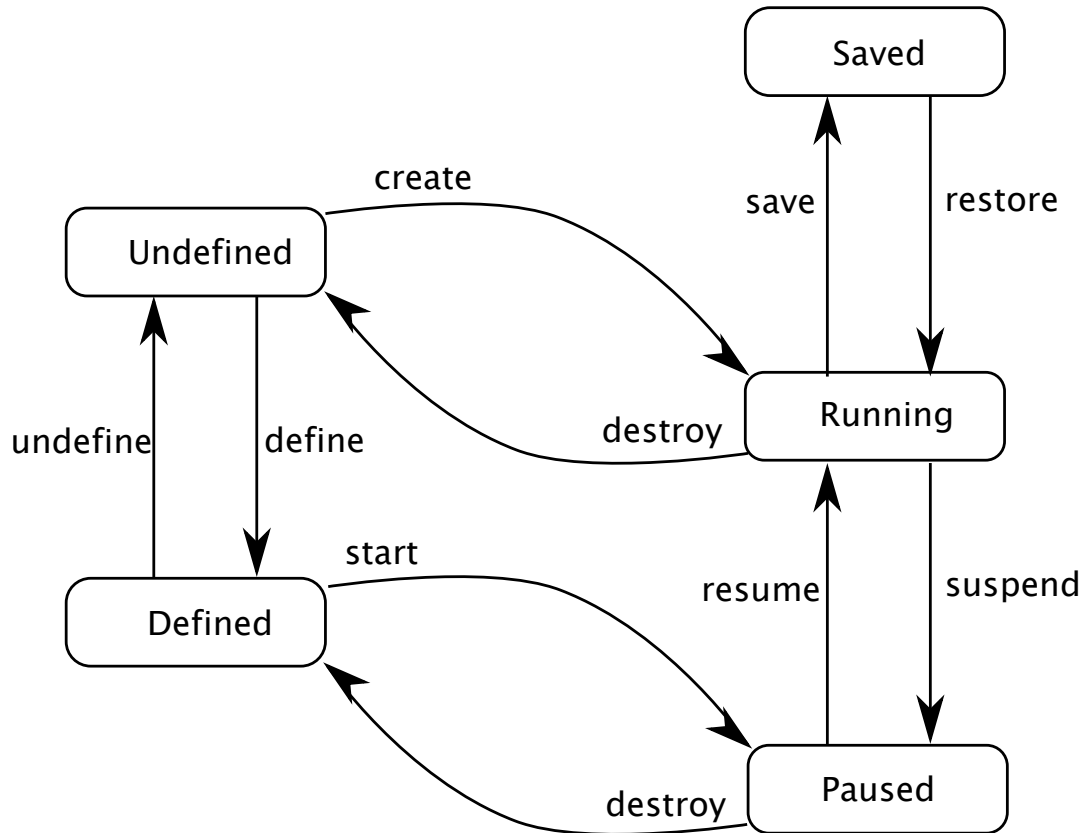 Saved
create
save
restore
Undefined
Running
destroy
undefine
define
start
resume
suspend
Defined
Paused
destroy